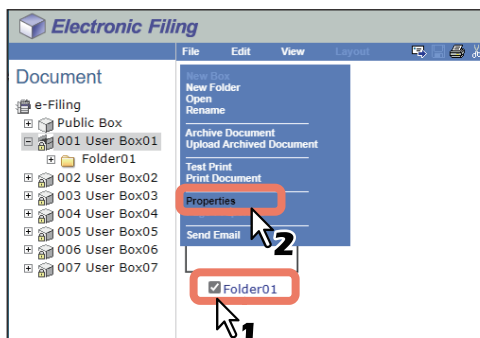 Electronic Filing
File Edit View Layout
Document
e-Filing
Public Box
001 User Box01
Folder01
002 User Box02
003 User Box03
004 User Box04
005 User Box05
006 User Box06
007 User Box07
New Box
New Folder
Open
Rename
Archive Document
Upload Archived Document
Test Print
Print Document
Properties
Send Email
2
Folder01
1